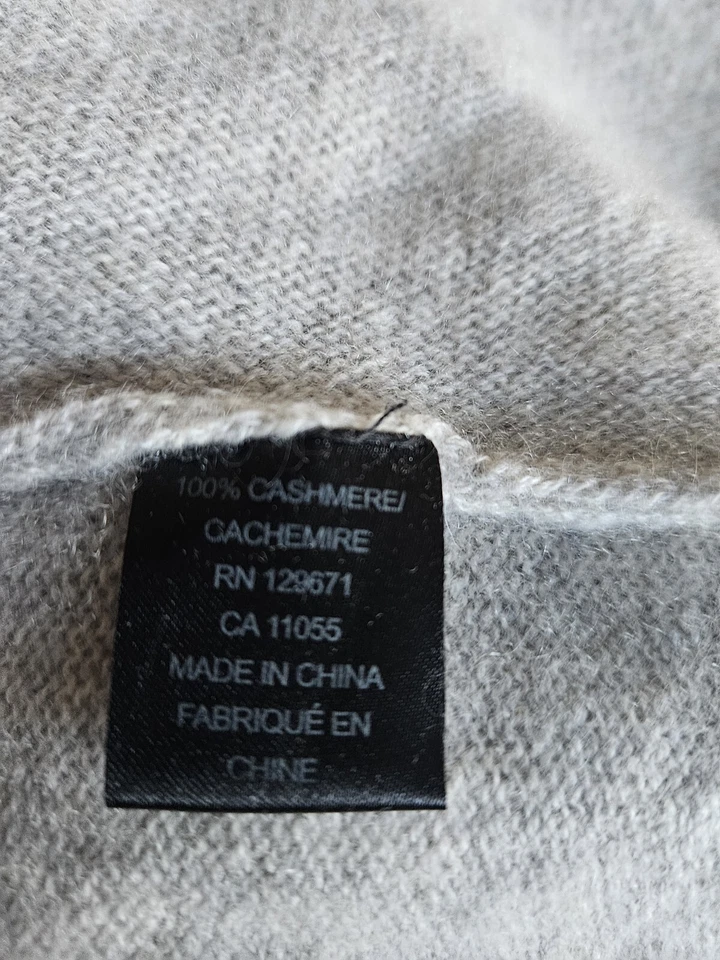 100% CASHMERE/
CACHEMIRE
RN 129671
CA 11055
MADE IN CHINA
FABRIQUÉ EN
CHINE